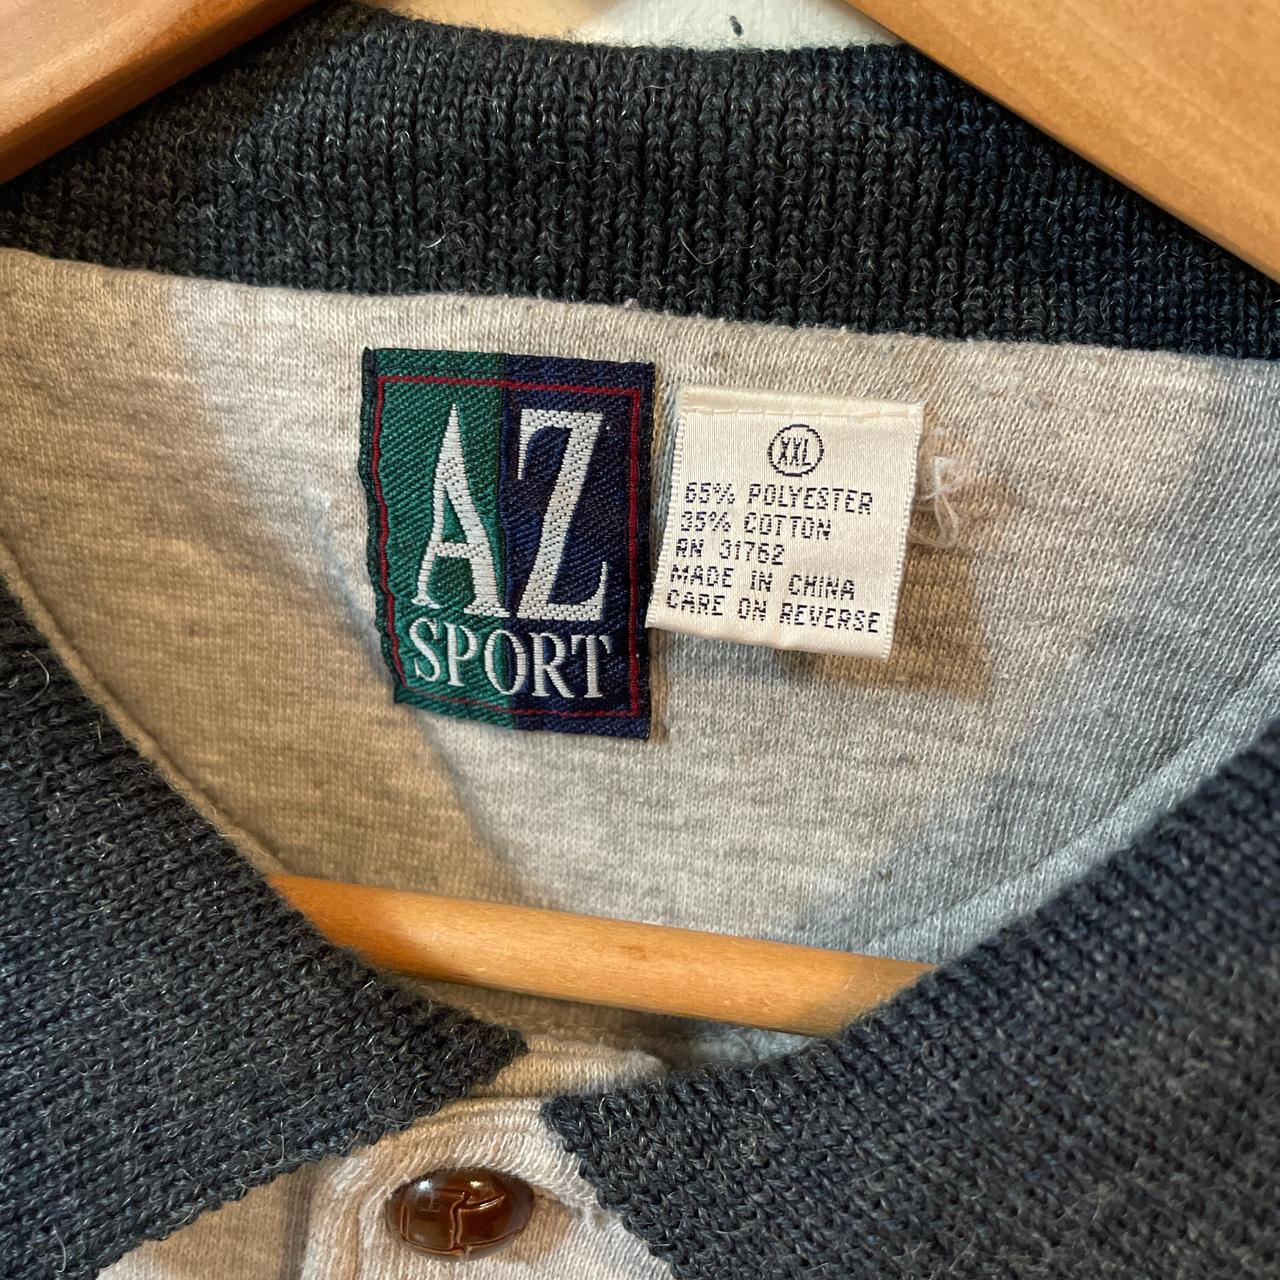 AZ
SPORT
XXL
65% POLYESTER
35% COTTON
RN 31762
MADE IN CHINA
CARE ON REVERSE